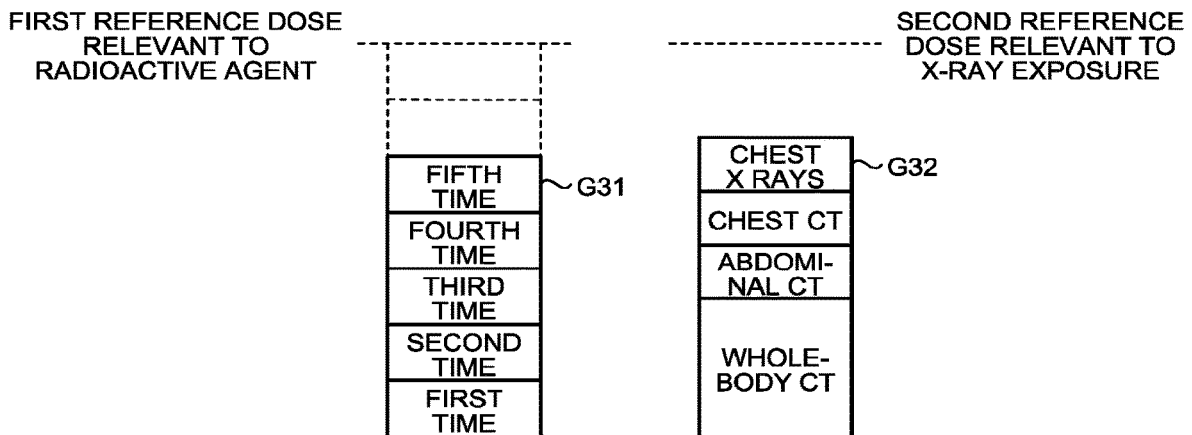 FIRST REFERENCE DOSE
RELEVANT TO
RADIOACTIVE AGENT
SECOND REFERENCE
DOSE RELEVANT TO
X-RAY EXPOSURE
FIFTH
TIME
G31
FOURTH
TIME
THIRD
TIME
SECOND
TIME
FIRST
TIME
CHEST
X RAYS
G32
CHEST CT
ABDOMI-
NAL CT
WHOLE-
BODY CT